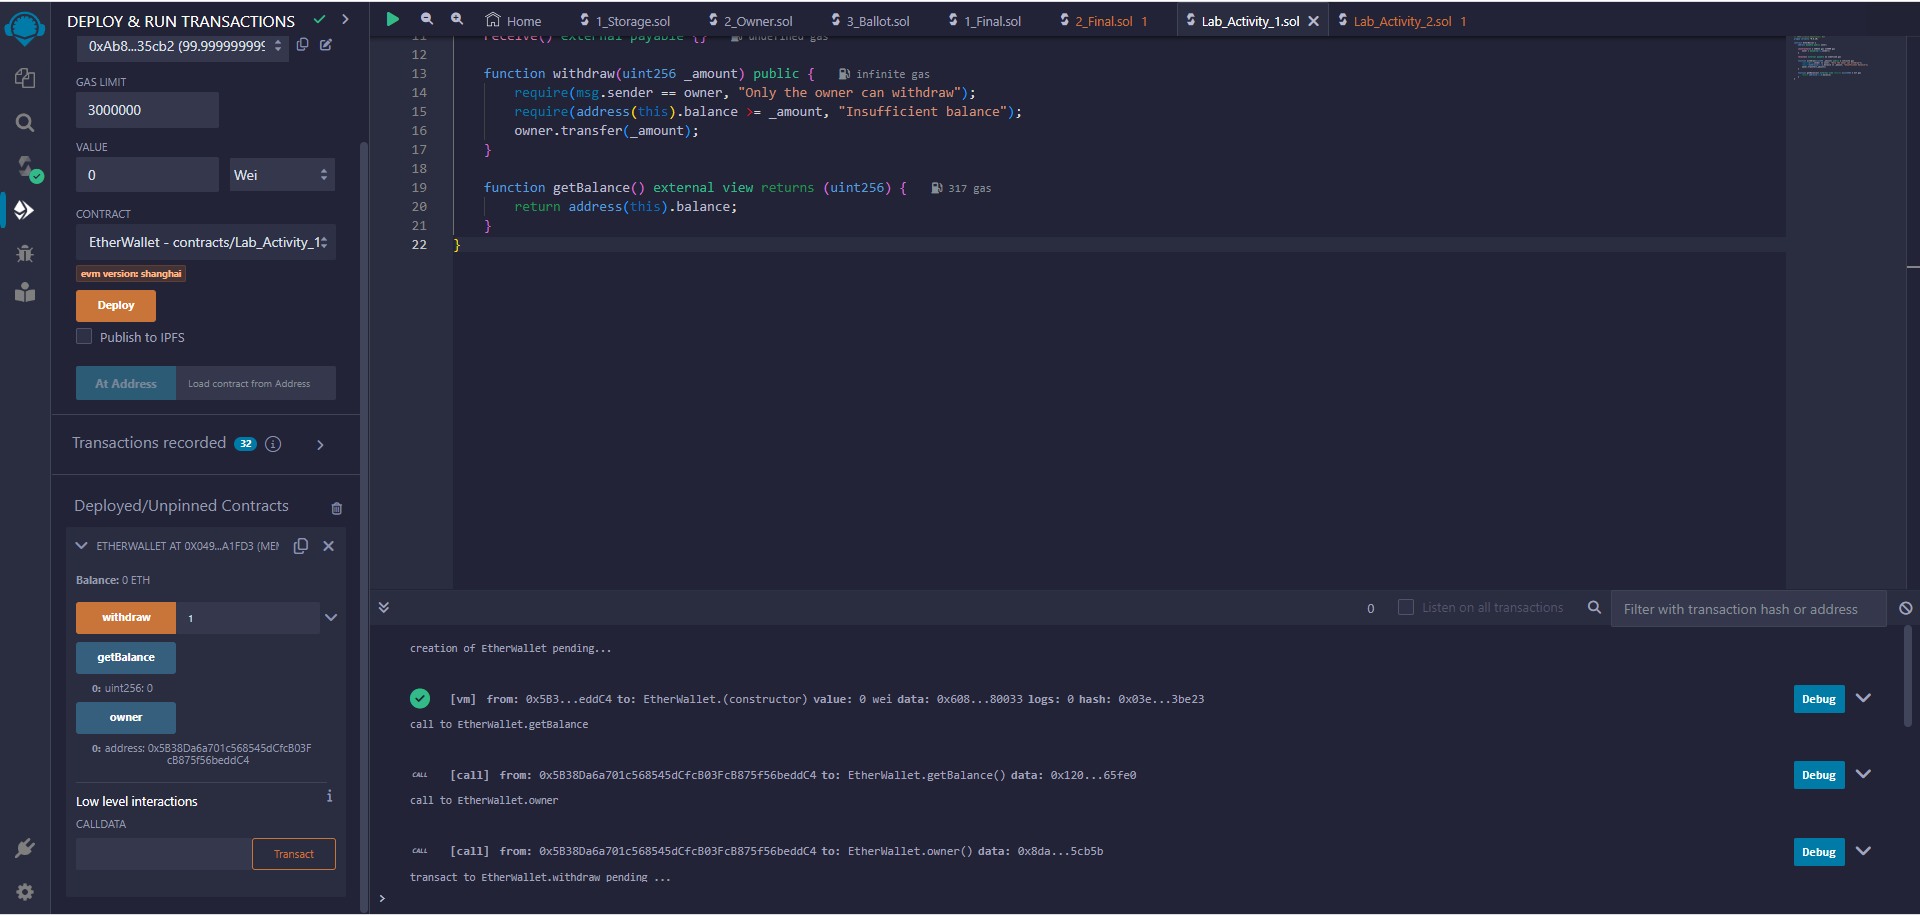 DEPLOY & RUN TRANSACTIONS
0xAb8...35cb2 (99.999999999
GAS LIMIT
3000000
VALUE
0
Wei
CONTRACT
EtherWallet - contracts/Lab_Activity_1
evm version: shanghai
Deploy
Publish to IPFS
At Address
Load contract from Address
Transactions recorded 32
Deployed/Unpinned Contracts
ETHERWALLET AT 0X049...A1FD3 (MEM
Balance: 0 ETH
withdraw 1
getBalance
0: uint256: 0
owner
0: address: 0x5B38Da6a701c568545dCfcB03F
cB875f56beddC4
Low level interactions
CALLDATA
Transact
Home
1_Storage.sol
2_Owner.sol
3_Ballot.sol
1_Final.sol
2_Final.sol 1
Lab_Activity_1.sol
Lab_Activity_2.sol 1
11 receive() external payable {} undefined gas
12
13 function withdraw(uint256 _amount) public { infinite gas
14 require(msg.sender == owner, "Only the owner can withdraw");
15 require(address(this).balance >= _amount, "Insufficient balance");
16 owner.transfer(_amount);
17 }
18
19 function getBalance() external view returns (uint256) { 317 gas
20 return address(this).balance;
21 }
22 }
0
Listen on all transactions
Filter with transaction hash or address
creation of EtherWallet pending...
[vm] from: 0x5B3...eddC4 to: EtherWallet.(constructor) value: 0 wei data: 0x608...80033 logs: 0 hash: 0x03e...3be23
Debug
call to EtherWallet.getBalance
CALL [call] from: 0x5B38Da6a701c568545dCfcB03FcB875f56beddC4 to: EtherWallet.getBalance() data: 0x120...65fe0
Debug
call to EtherWallet.owner
CALL [call] from: 0x5B38Da6a701c568545dCfcB03FcB875f56beddC4 to: EtherWallet.owner() data: 0x8da...5cb5b
Debug
transact to EtherWallet.withdraw pending ...
>